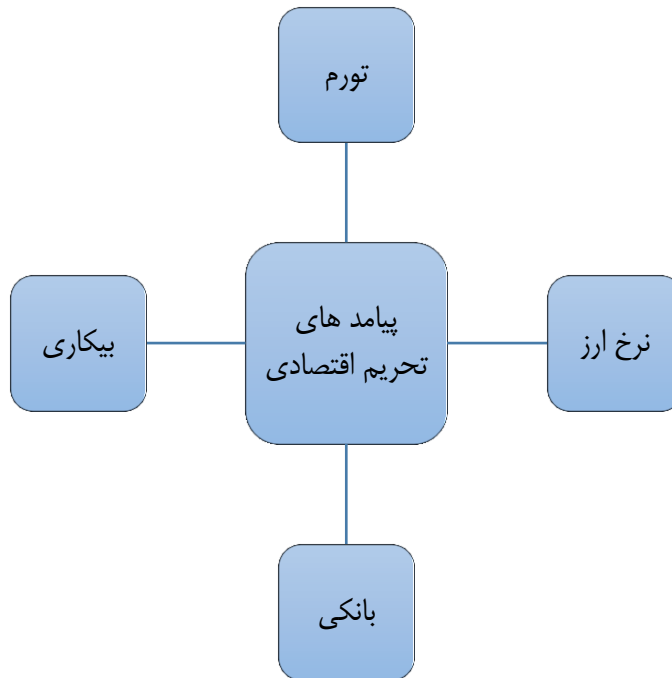 تورم
پیامد های
تحریم اقتصادی
نرخ ارز
بیکاری
بانکی